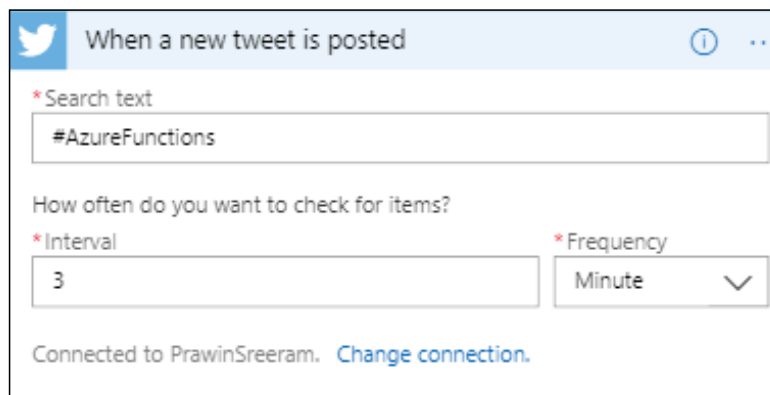 When a new tweet is posted
*Search text
#AzureFunctions
How often do you want to check for items?
*Interval *Frequency
3 Minute
Connected to PrawinSreeram. Change connection.